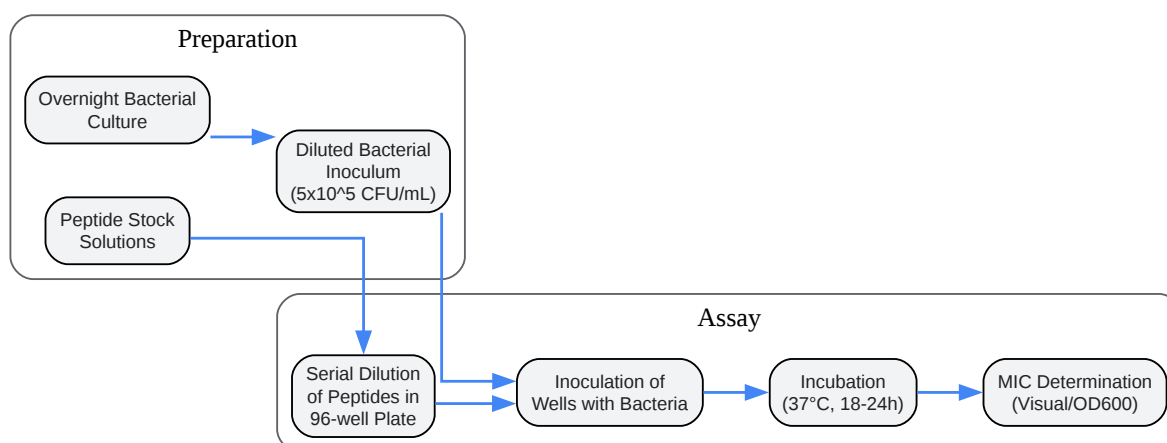 Preparation
Overnight Bacterial
Culture
Diluted Bacterial
Inoculum
(5x10^5 CFU/mL)
Peptide Stock
Solutions
Assay
Serial Dilution
of Peptides in
96-well Plate
Inoculation of
Wells with Bacteria
Incubation
(37°C, 18-24h)
MIC Determination
(Visual/OD600)